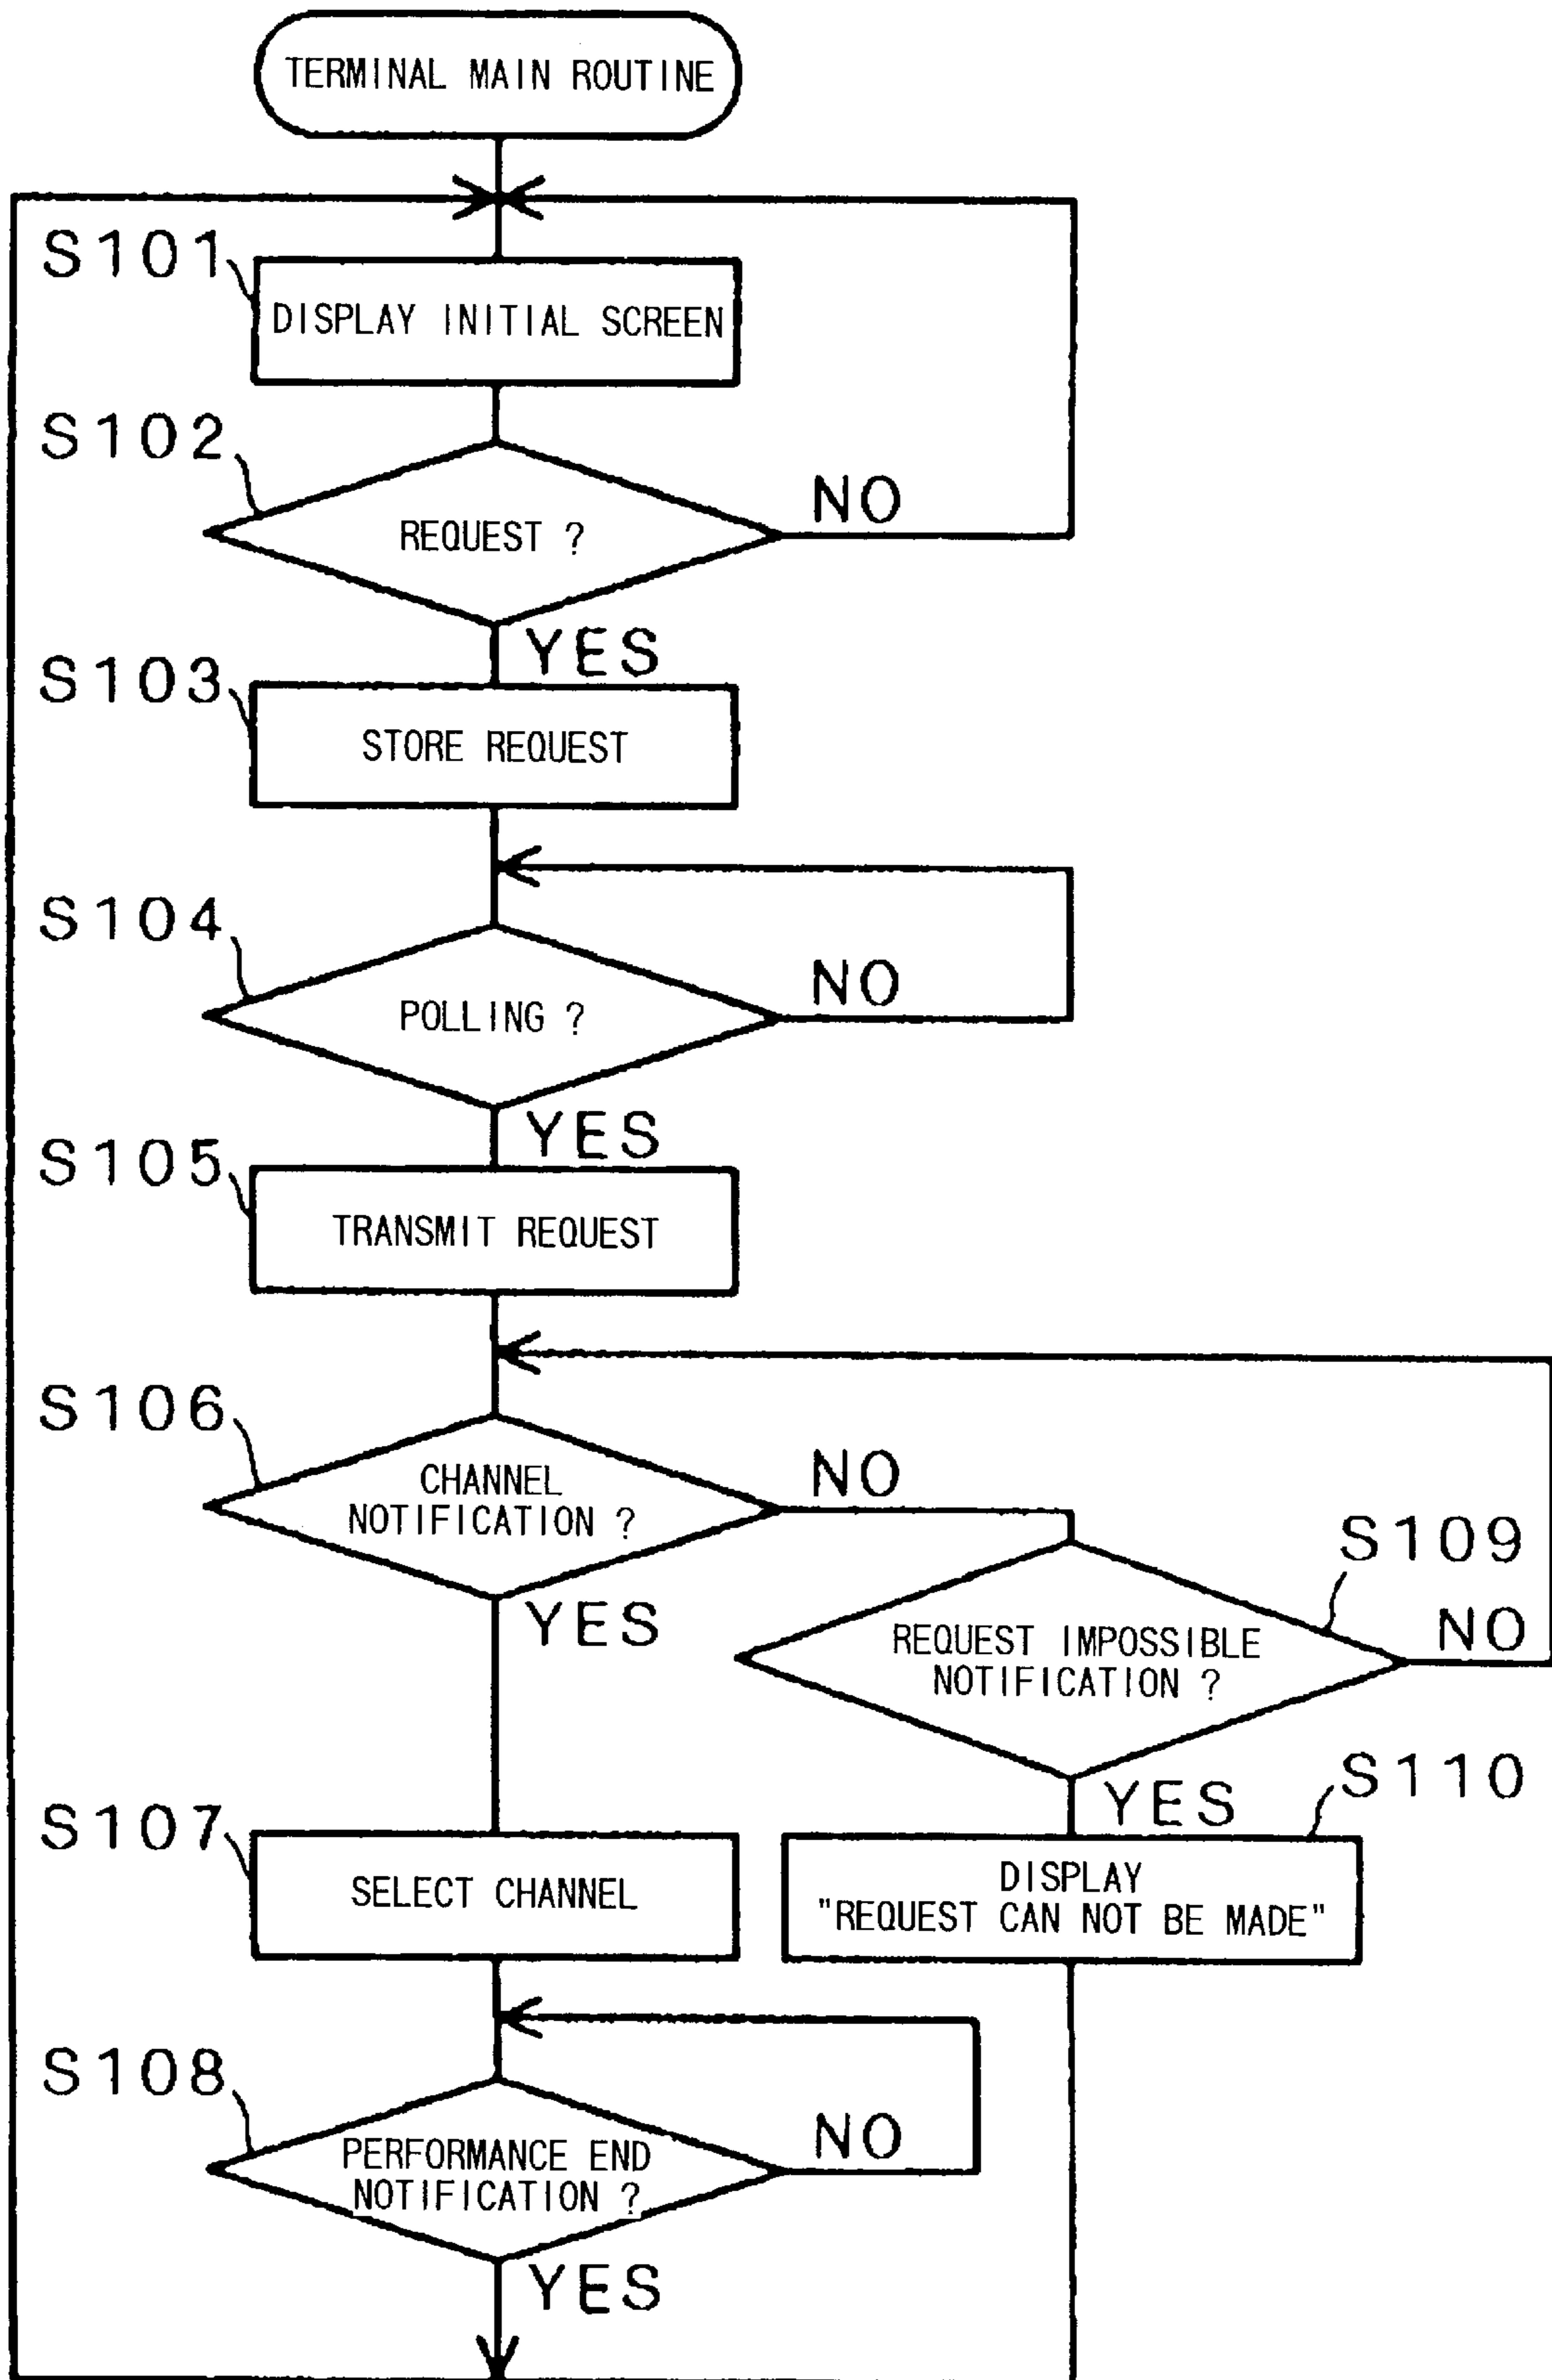 TERMINAL MAIN ROUTINE
S101
DISPLAY INITIAL SCREEN
S102
NO
REQUEST ?
YES
S103
STORE REQUEST
S104
NO
POLLING ?
YES
S105
TRANSMIT REQUEST
S106
NO
CHANNEL
NOTIFICATION ?
YES
S109
NO
REQUEST IMPOSSIBLE
NOTIFICATION ?
YES
S110
DISPLAY
"REQUEST CAN NOT BE MADE"
S107
SELECT CHANNEL
S108
NO
PERFORMANCE END
NOTIFICATION ?
YES